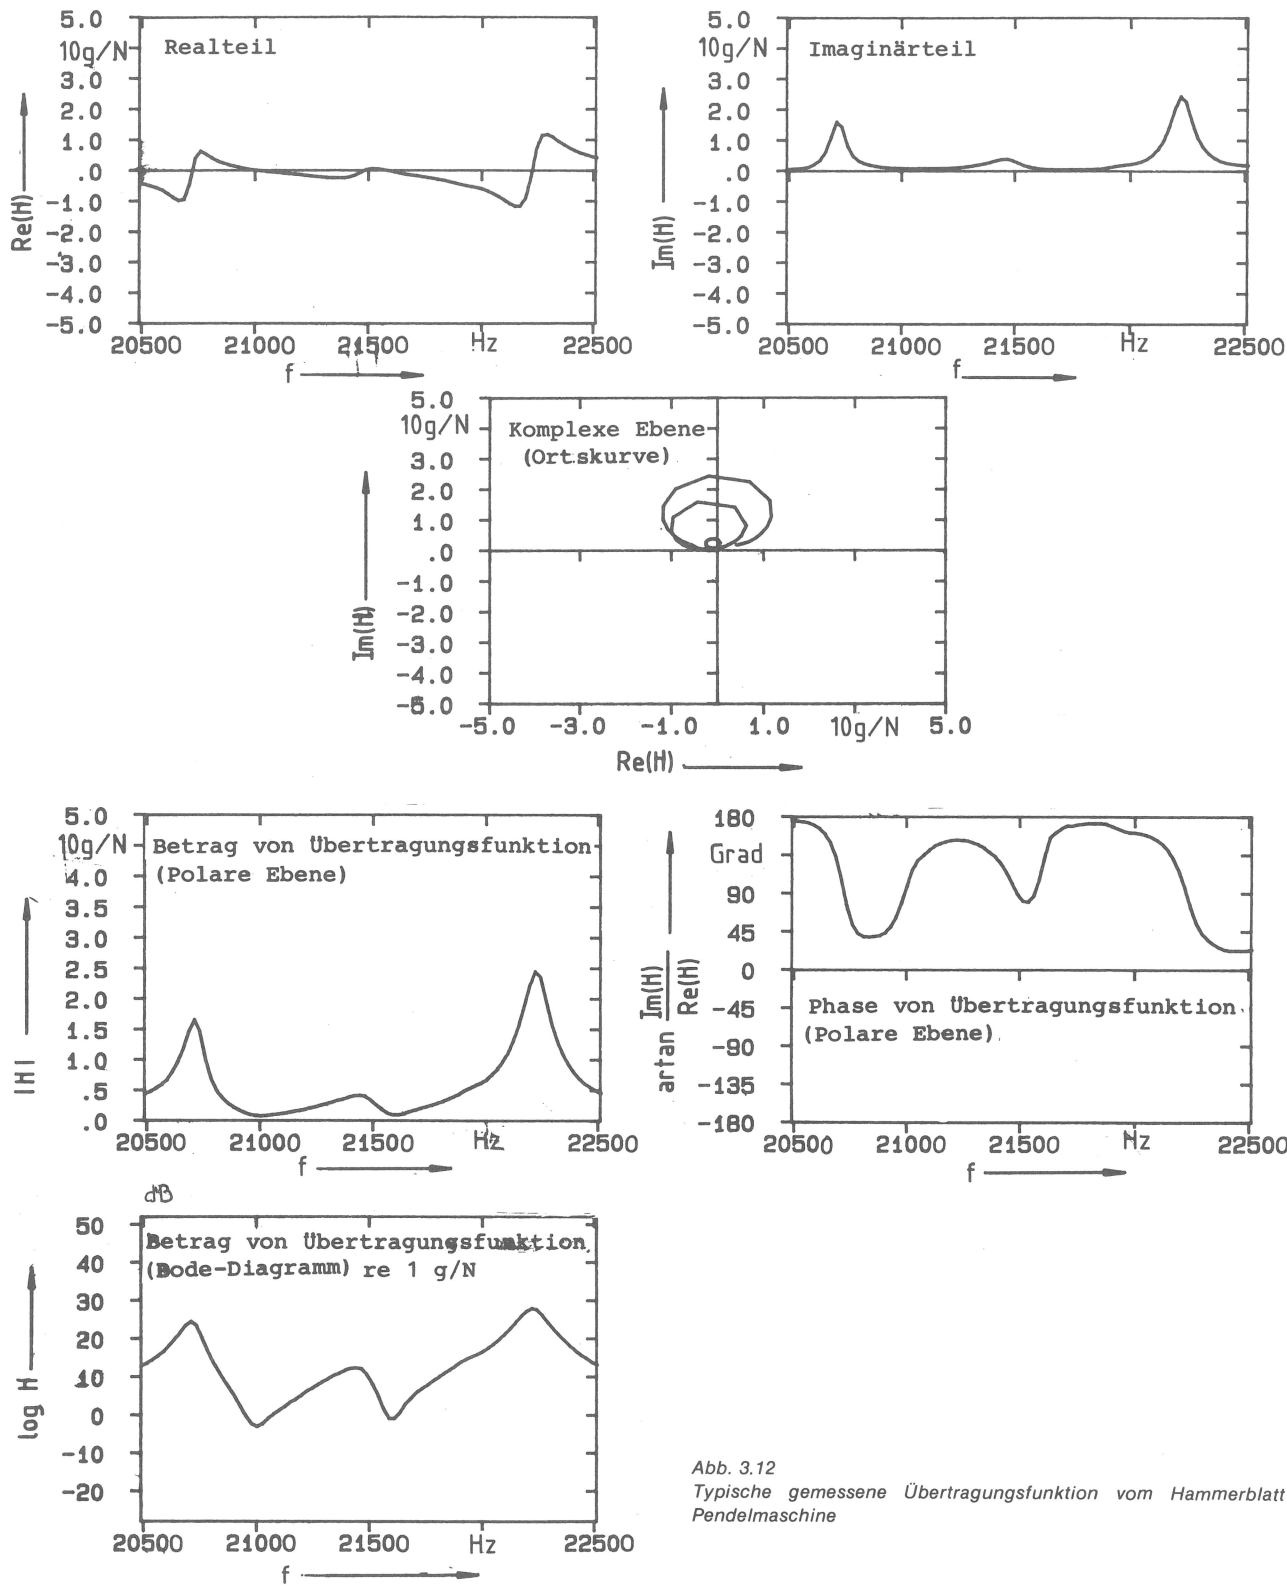 5.0
10g/N
Realteil
3.0
2.0
1.0
.0
-1.0
-2.0
-3.0
-4.0
-5.0
Re(H)
20500 21000 21500 Hz 22500
f
5.0
10g/N
Imaginärteil
3.0
2.0
1.0
.0
-1.0
-2.0
-3.0
-4.0
-5.0
Im(H)
20500 21000 21500 Hz 22500
f
5.0
10g/N
Komplexe Ebene
(Ortskurve)
3.0
2.0
1.0
.0
-1.0
-2.0
-3.0
-4.0
-5.0
Im(H)
-5.0 -3.0 -1.0 1.0 10g/N 5.0
Re(H)
5.0
10g/N
Betrag von Übertragungsfunktion
(Polare Ebene)
4.0
3.5
3.0
2.5
2.0
1.5
1.0
.5
.0
|H|
20500 21000 21500 Hz 22500
f
180
Grad
90
45
0
-45
-90
-135
-180
artan Im(H)
Re(H)
Phase von Übertragungsfunktion
(Polare Ebene)
20500 21000 21500 Hz 22500
f
dB
50
40
30
20
10
0
-10
-20
log H
Betrag von Übertragungsfunktion
(Bode-Diagramm) re 1 g/N
20500 21000 21500 Hz 22500
f
Abb. 3.12
Typische gemessene Übertragungsfunktion vom Hammerblatt
Pendelmaschine